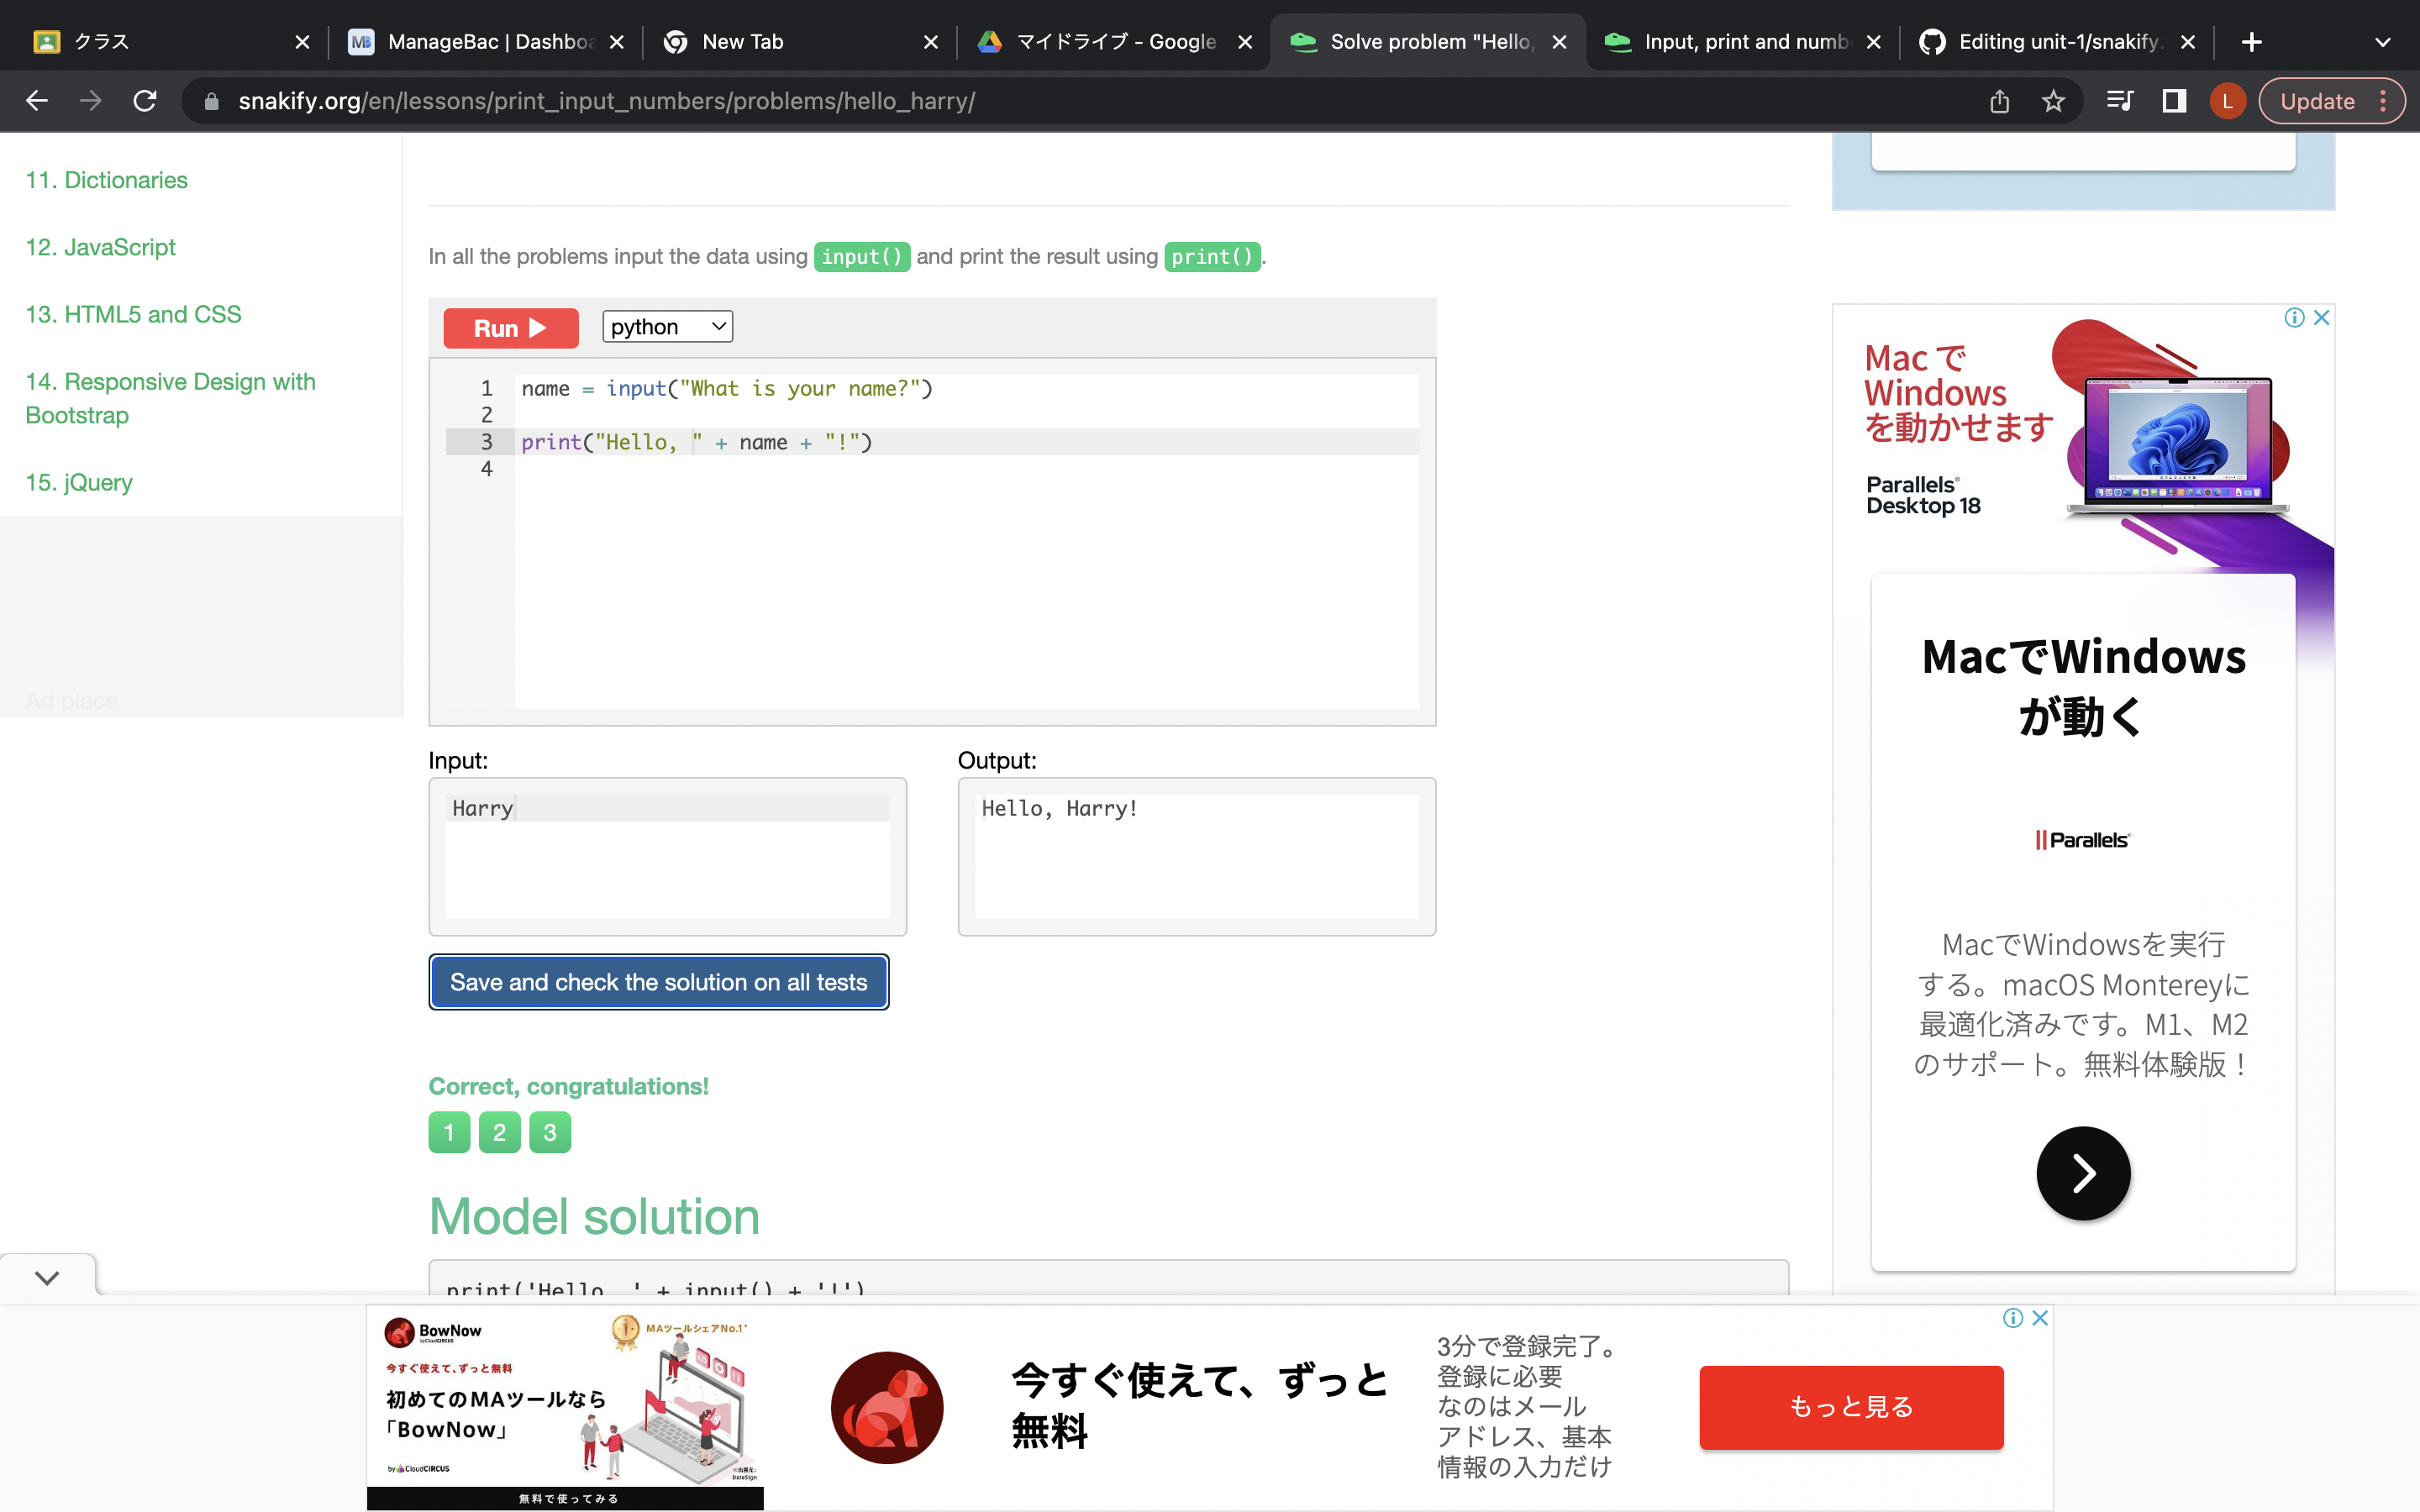 クラス
ManageBac | Dashboa
New Tab
マイドライブ - Google
Solve problem "Hello,
Input, print and numb
Editing unit-1/snakify.
snakify.org/en/lessons/print_input_numbers/problems/hello_harry/
L
Update
11. Dictionaries
12. JavaScript
13. HTML5 and CSS
14. Responsive Design with
Bootstrap
15. jQuery
Ad place
In all the problems input the data using input() and print the result using print().
Run
python
1 name = input("What is your name?")
2
3 print("Hello, " + name + "!")
4
Input:
Harry
Output:
Hello, Harry!
Save and check the solution on all tests
Correct, congratulations!
1 2 3
Model solution
print('Hello, ' + input() + '!')
Mac で
Windows
を動かせます
Parallels®
Desktop 18
MacでWindows
が動く
Parallels®
MacでWindowsを実行
する。macOS Montereyに
最適化済みです。M1、M2
のサポート。無料体験版！
BowNow
by CloudCIRCUS
MAツールシェアNo.1*
今すぐ使えて、ずっと無料
初めてのMAツールなら
「BowNow」
by CloudCIRCUS
※出典元：
DataSign
無料で使ってみる
今すぐ使えて、ずっと
無料
3分で登録完了。
登録に必要
なのはメール
アドレス、基本
情報の入力だけ
もっと見る